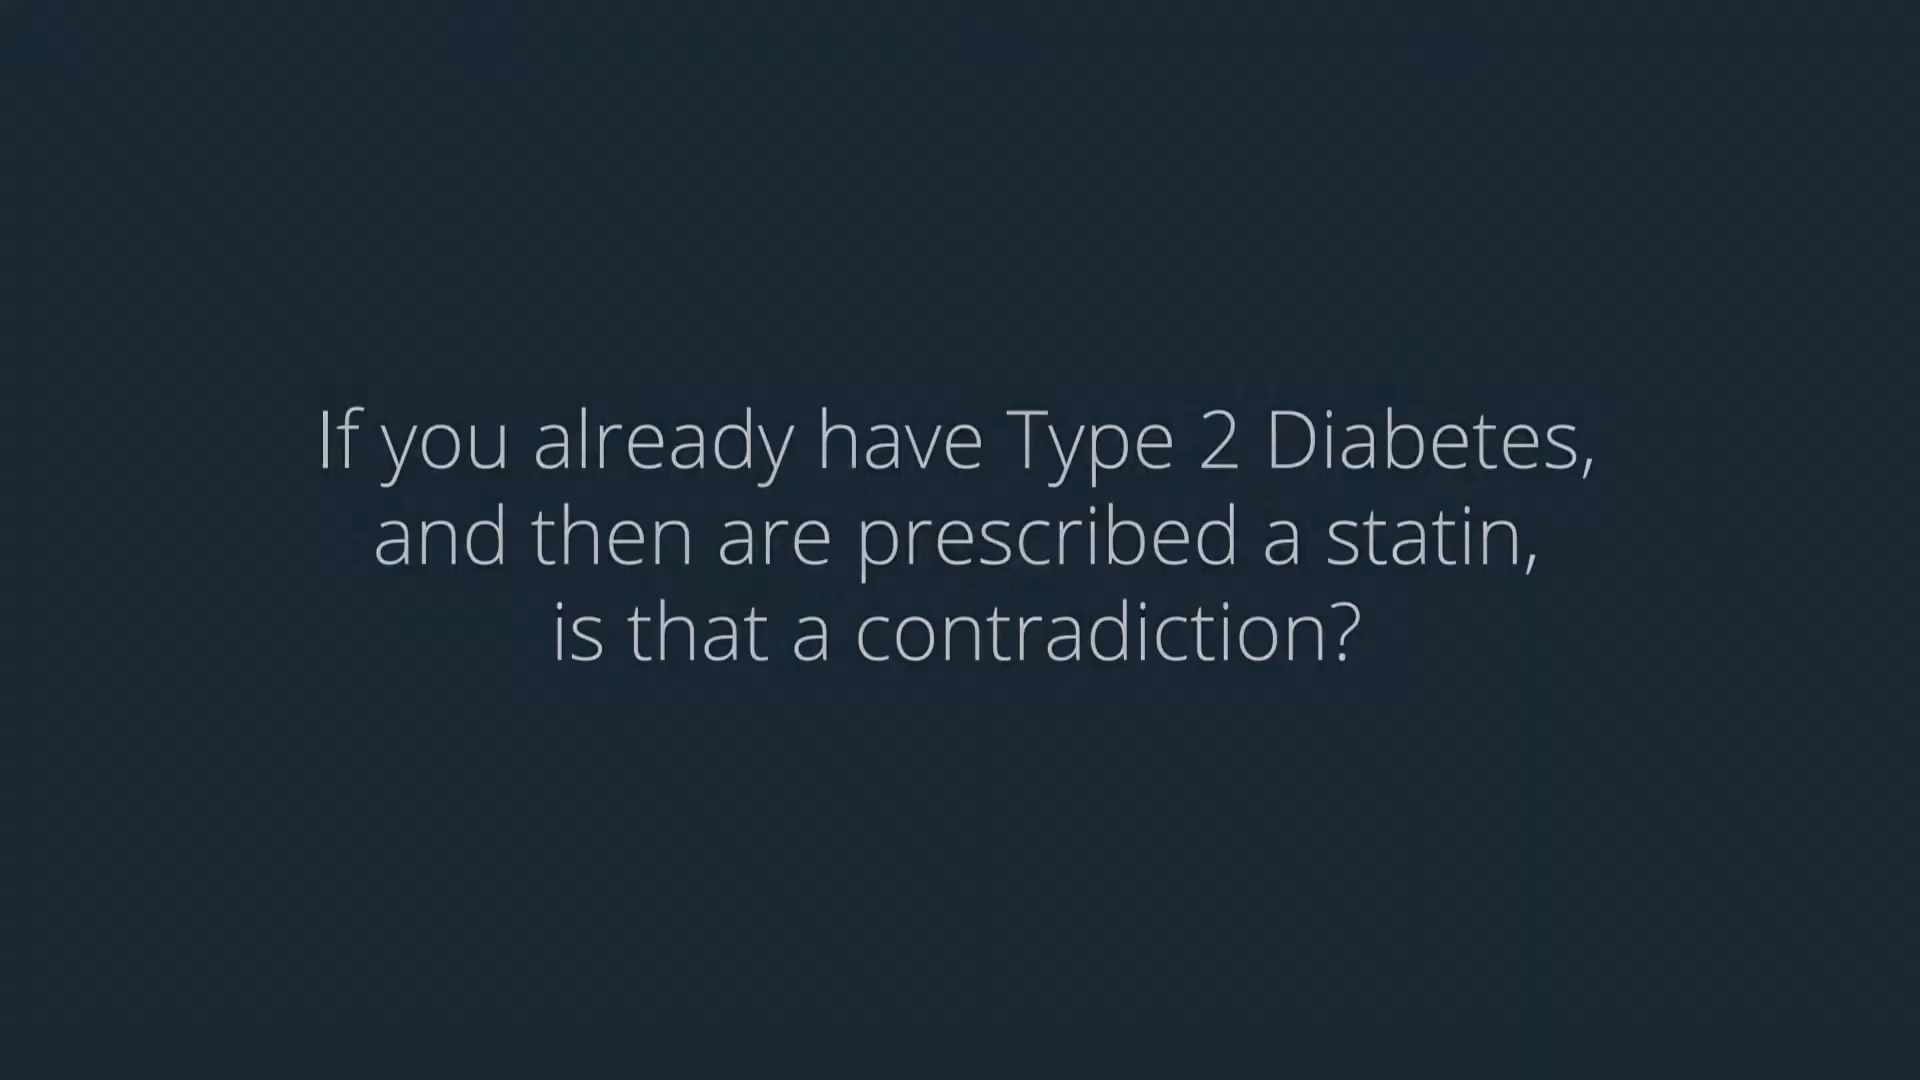 If you already have Type 2 Diabetes,
and then are prescribed a statin,
is that a contradiction?